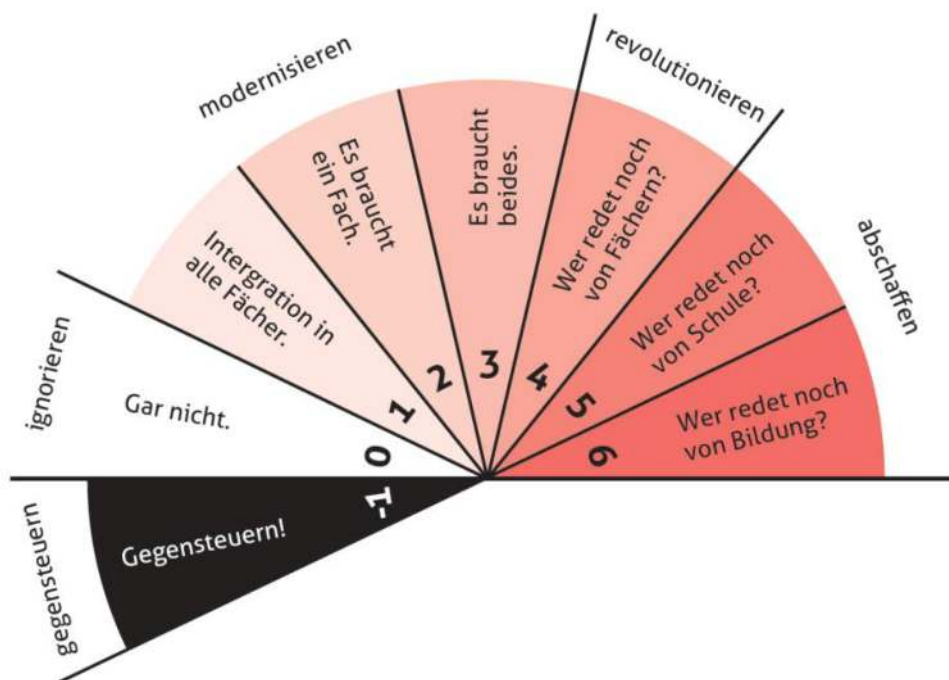 modernisieren
revolutionieren
abschaffen
ignorieren
gegensteuern
Gegensteuern!
-1
Gar nicht.
0
Intergration in
alle Fächer.
1
Es braucht
ein Fach.
2
Es braucht
beides.
3
Wer redet noch
von Fächern?
4
Wer redet noch
von Schule?
5
Wer redet noch
von Bildung?
6